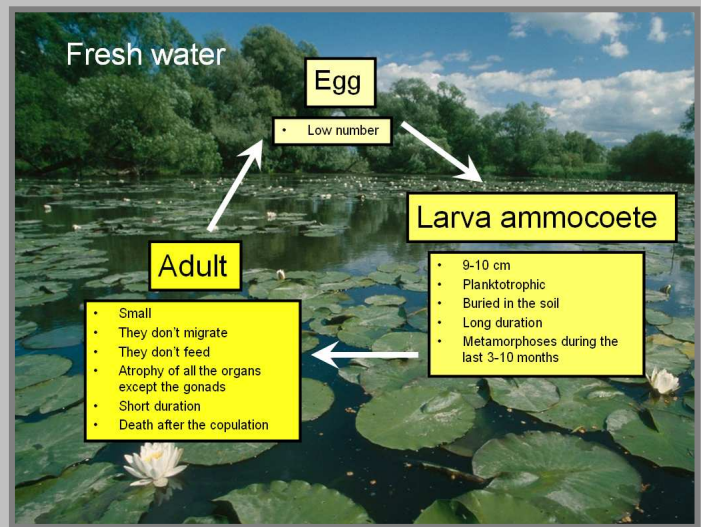 Fresh water
Egg
• Low number
Larva ammocoete
• 9-10 cm
• Planktotrophic
• Buried in the soil
• Long duration
• Metamorphoses during the
last 3-10 months
Adult
• Small
• They don't migrate
• They don't feed
• Atrophy of all the organs
except the gonads
• Short duration
• Death after the copulation